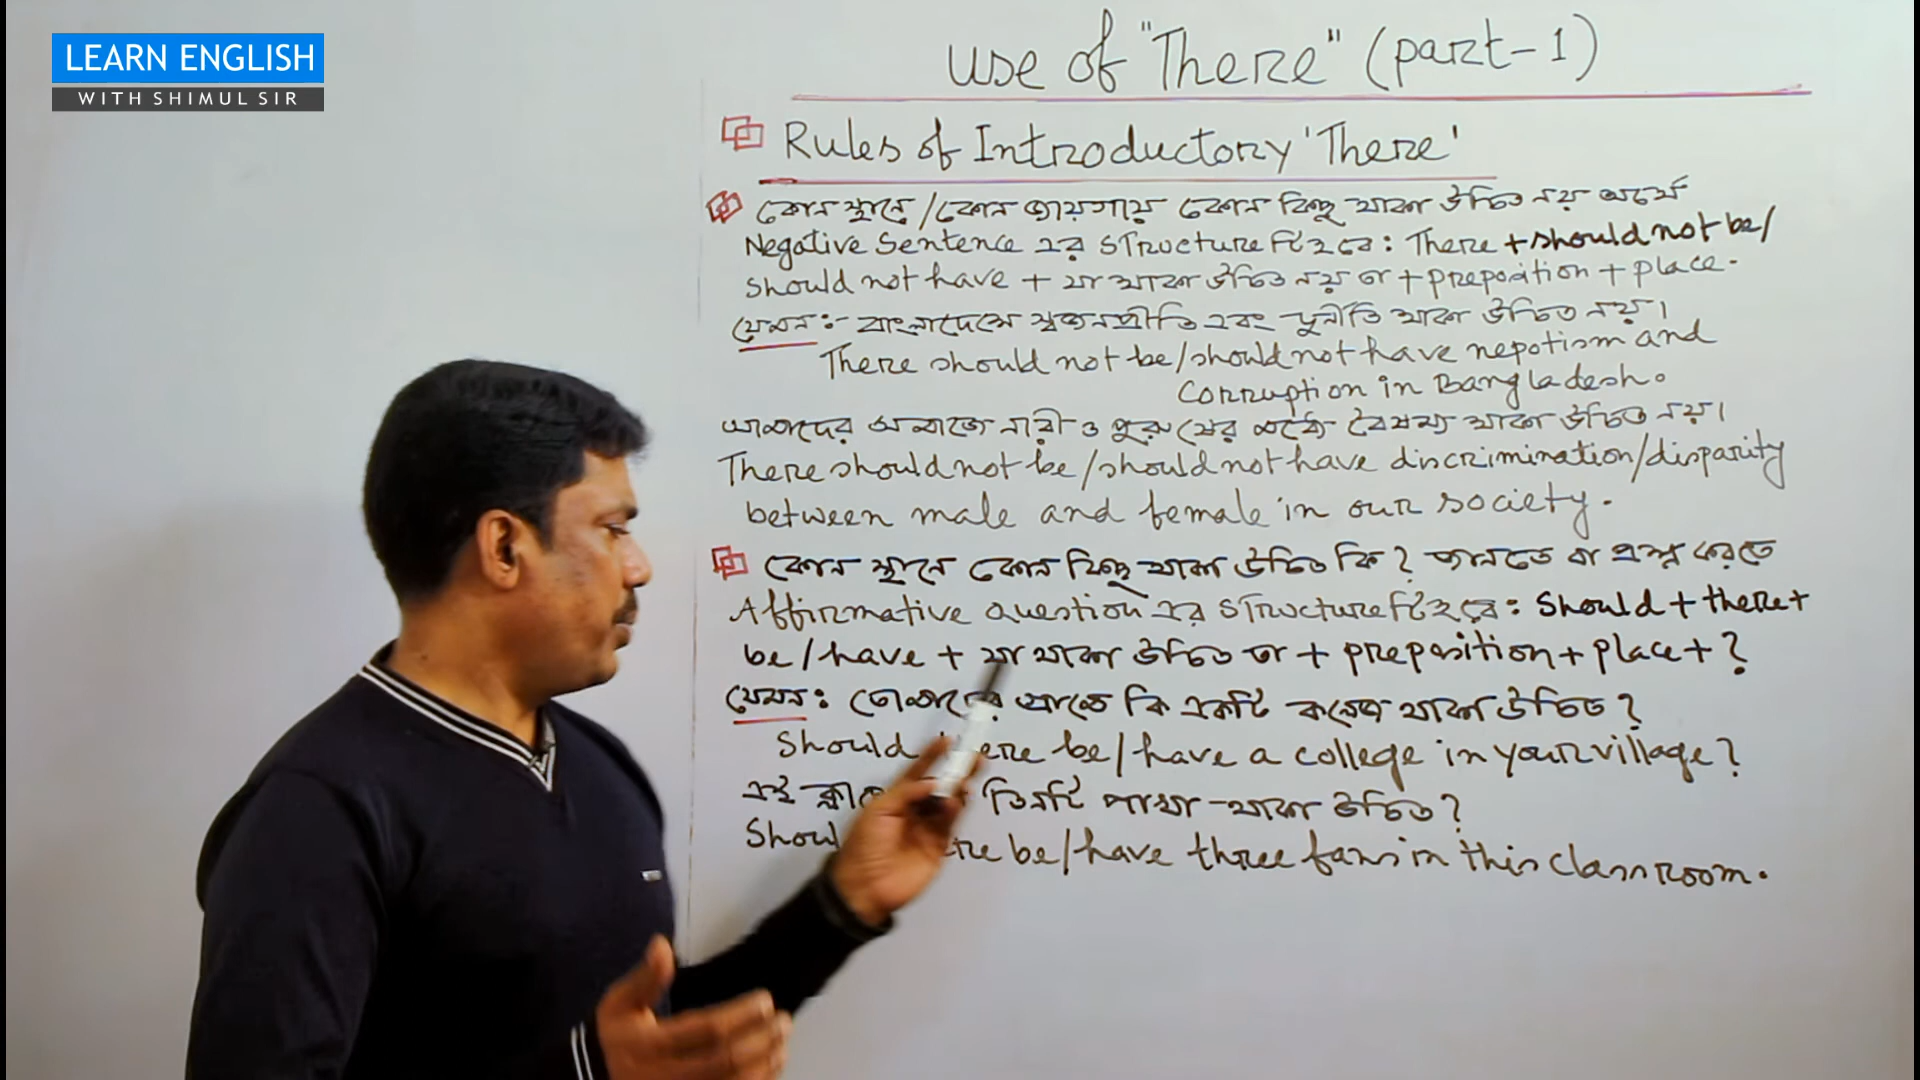 LEARN ENGLISH
WITH SHIMUL SIR
Use of "There" (part-1)
Rules of Introductory 'There'
কোন স্থানে/কোন জায়গায় কোন কিছু থাকা উচিত নয় অর্থে
Negative Sentence এর structure টি হবে: There + should not be/
should not have + যা থাকা উচিত নয় তা + preposition + place.
যেমন:- বাংলাদেশে স্বজনপ্রীতি এবং দুর্নীতি থাকা উচিত নয়।
There should not be/should not have nepotism and
Corruption in Bangladesh.
আমাদের সমাজে নারী ও পুরুষের মধ্যে বৈষম্য থাকা উচিত নয়।
There should not be/should not have discrimination/disparity
between male and female in our society.
কোন স্থানে কোন কিছু থাকা উচিত কি? জানতে বা প্রশ্ন করতে
Affirmative question এর structure টি হবে: Should + there +
be/have + যা থাকা উচিত তা + preposition + place + ?
যেমন: তোমাদের গ্রামে কি একটি কলেজ থাকা উচিত?
Should there be/have a college in your village?
এই তিনটি পাখা থাকা উচিত?
be/have three fans in this classroom.